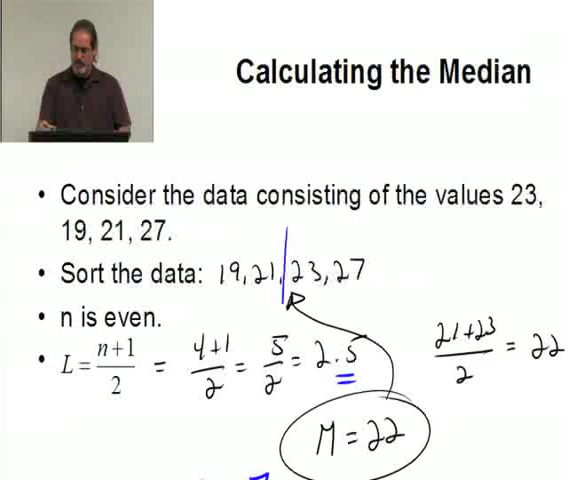 Calculating the Median
• Consider the data consisting of the values 23,
19, 21, 27.
• Sort the data: 19, 21, 23, 27
• n is even.
• L = n+1/2 = 4+1/2 = 5/2 = 2.5
21+23/2 = 22
M = 22